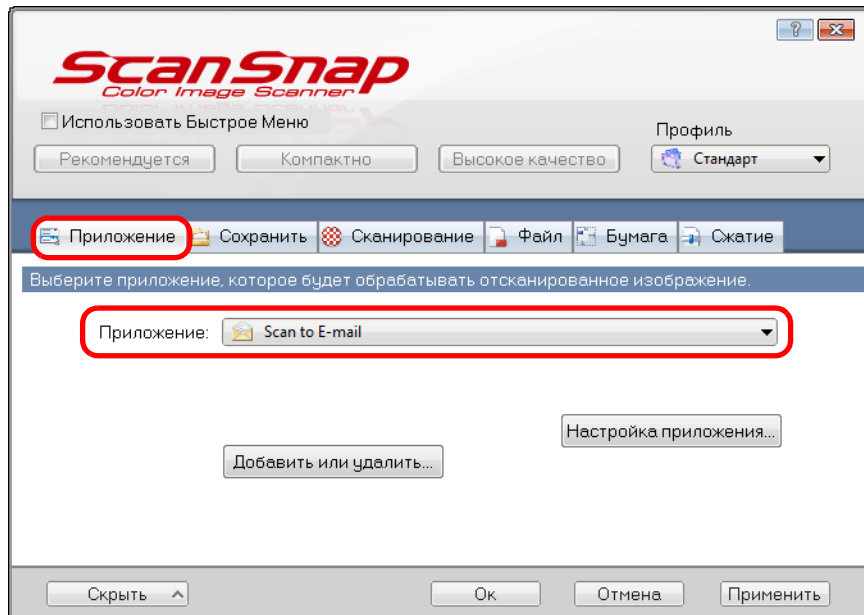 ScanSnap
Color Image Scanner
Использовать Быстрое Меню
Профиль
Рекомендуется Компактно Высокое качество Стандарт
Приложение Сохранить Сканирование Файл Бумага Сжатие
Выберите приложение, которое будет обрабатывать отсканированное изображение.
Приложение: Scan to E-mail
Настройка приложения...
Добавить или удалить...
Скрыть Ок Отмена Применить